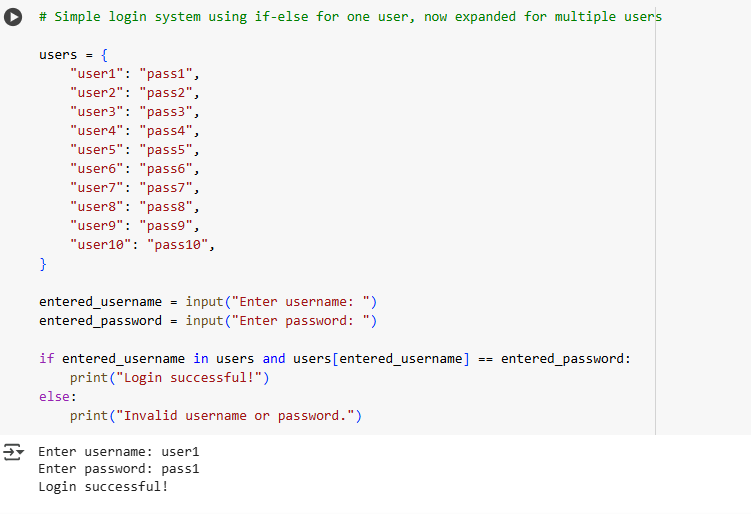 # Simple login system using if-else for one user, now expanded for multiple users
users = {
"user1": "pass1",
"user2": "pass2",
"user3": "pass3",
"user4": "pass4",
"user5": "pass5",
"user6": "pass6",
"user7": "pass7",
"user8": "pass8",
"user9": "pass9",
"user10": "pass10",
}
entered_username = input("Enter username: ")
entered_password = input("Enter password: ")
if entered_username in users and users[entered_username] == entered_password:
print("Login successful!")
else:
print("Invalid username or password.")
Enter username: user1
Enter password: pass1
Login successful!